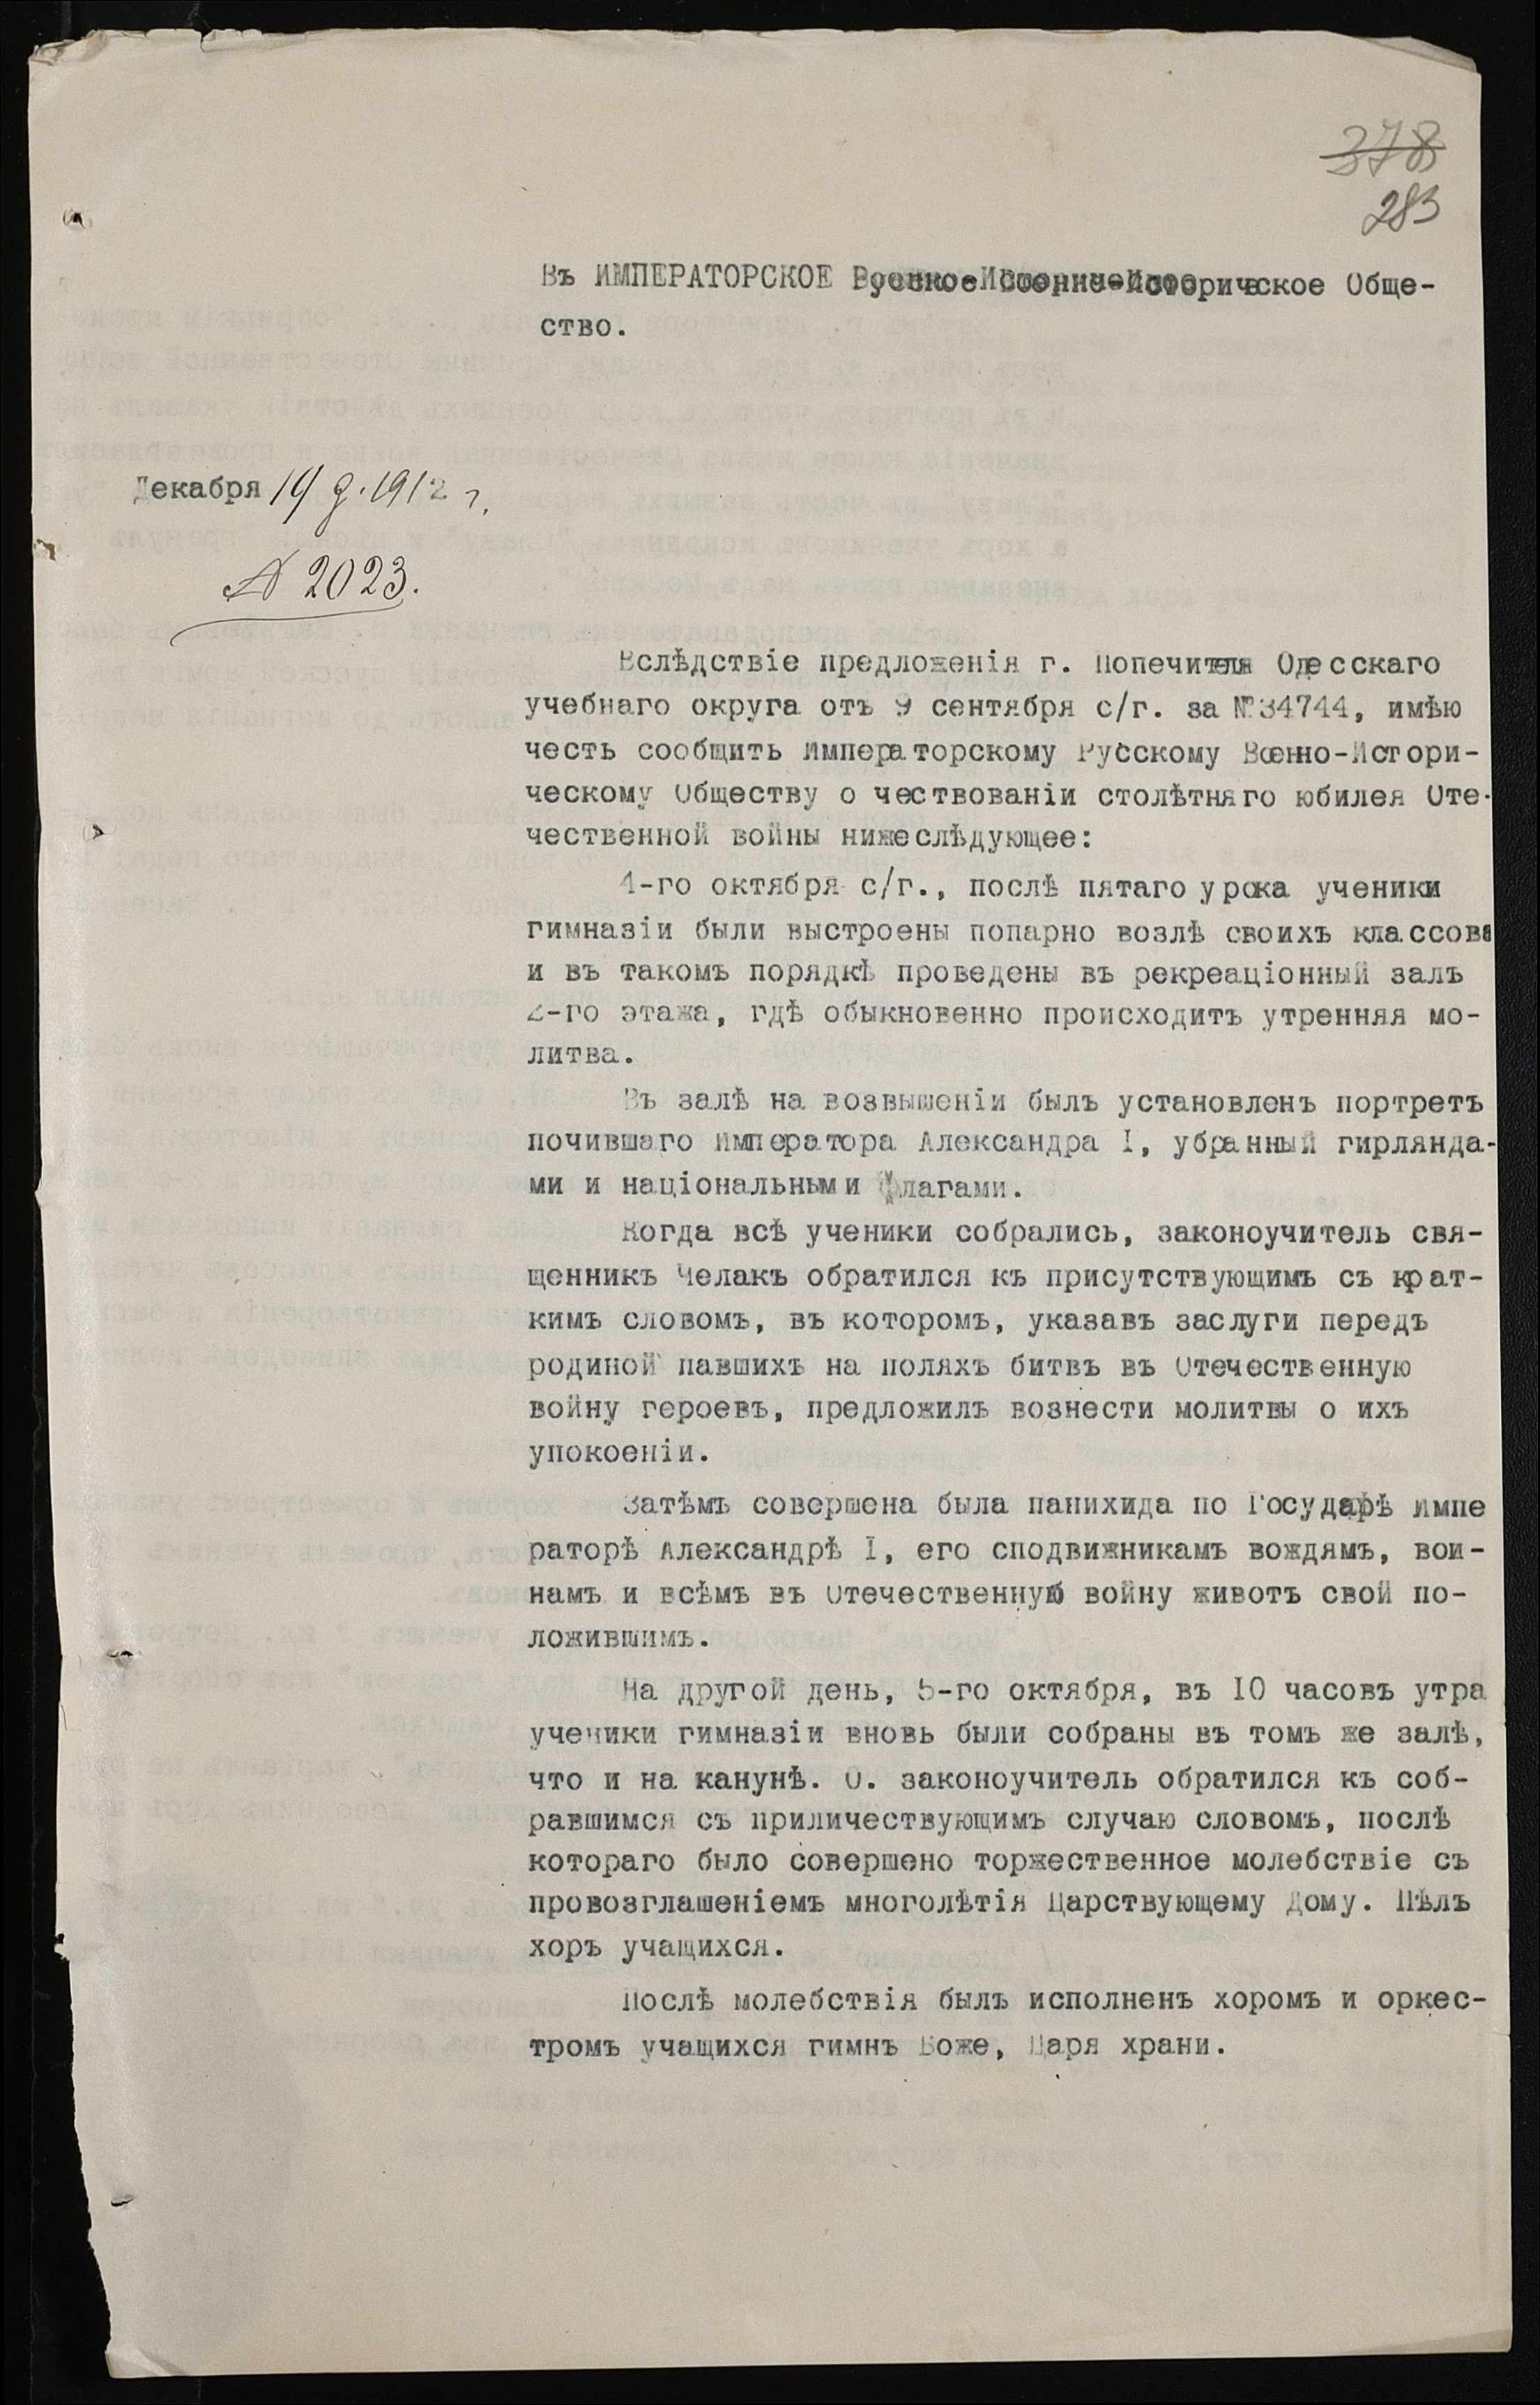 378
283
Въ ИМПЕРАТОРСКОЕ Русское Военно-Историческое Обще-
ство.
Декабря 19 д. 1912 г.
№ 2023.
Вслѣдствіе предложенія г. Попечителя Одесскаго
учебнаго округа отъ 9 сентября с/г. за №34744, имѣю
честь сообщить Императорскому Русскому Военно-Истори-
ческому Обществу о чествованіи столѣтняго юбилея Оте-
чественной войны нижеслѣдующее:
4-го октября с/г., послѣ пятаго урока ученики
гимназіи были выстроены попарно возлѣ своихъ классовъ
и въ такомъ порядкѣ проведены въ рекреаціонный залъ
2-го этажа, гдѣ обыкновенно происходитъ утренняя мо-
литва.
Въ залѣ на возвышеніи былъ установленъ портретъ
почившаго Императора Александра I, убранный гирлянда-
ми и національными флагами.
Когда всѣ ученики собрались, законоучитель свя-
щенникъ Челакъ обратился къ присутствующимъ съ крат-
кимъ словомъ, въ которомъ, указавъ заслуги передъ
родиной павшихъ на поляхъ битвъ въ Отечественную
войну героевъ, предложилъ вознести молитвы о ихъ
упокоеніи.
Затѣмъ совершена была панихида по Государѣ Импе
раторѣ Александрѣ I, его сподвижникамъ вождямъ, вои-
намъ и всѣмъ въ Отечественную войну животъ свой по-
ложившимъ.
На другой день, 5-го октября, въ IO часовъ утра
ученики гимназіи вновь были собраны въ томъ же залѣ,
что и на канунѣ. О. законоучитель обратился къ соб-
равшимся съ приличествующимъ случаю словомъ, послѣ
котораго было совершено торжественное молебствіе съ
провозглашеніемъ многолѣтія Царствующему Дому. Пѣлъ
хоръ учащихся.
Послѣ молебствія былъ исполненъ хоромъ и оркес-
тромъ учащихся гимнъ Боже, Царя храни.